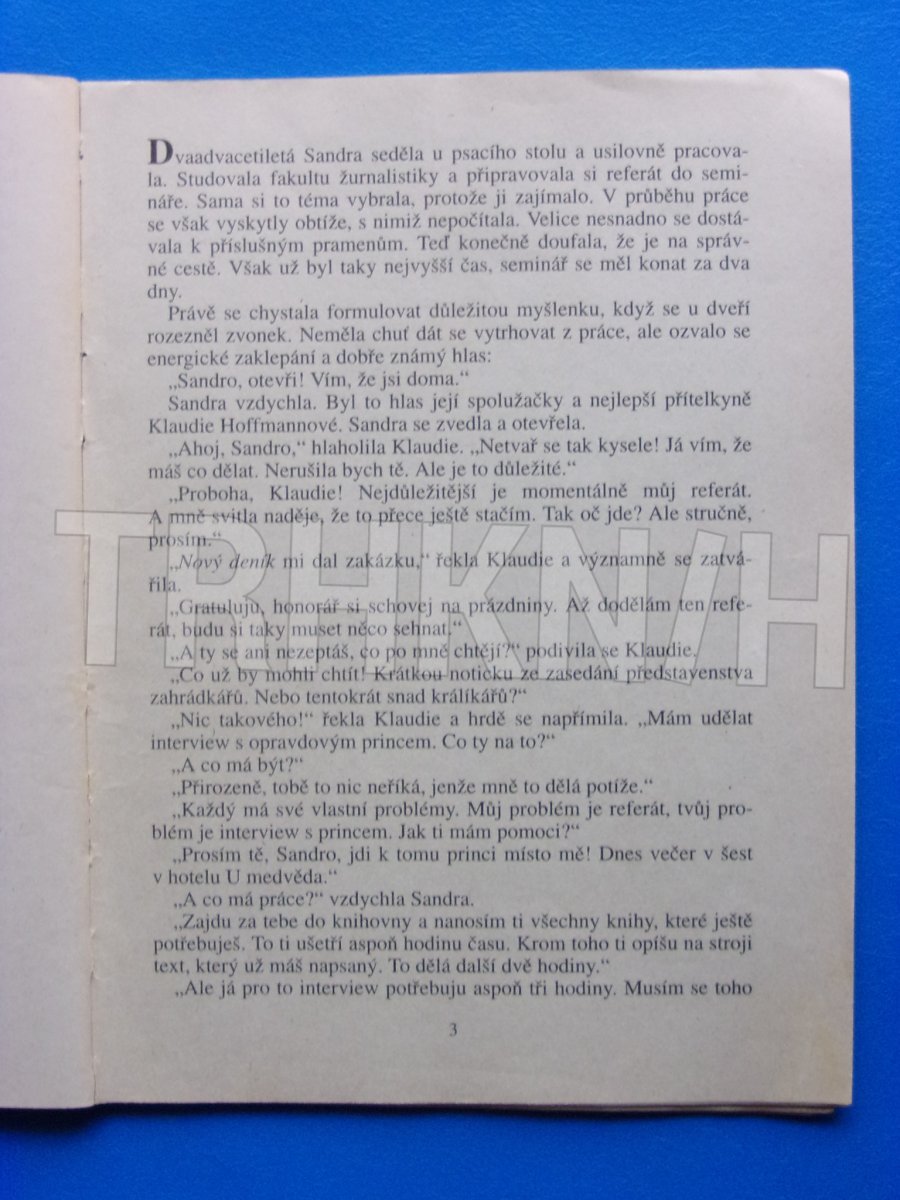 Dvaadvacetiletá Sandra seděla u psacího stolu a usilovně pracova-
la. Studovala fakultu žurnalistiky a připravovala si referát do semi-
náře. Sama si to téma vybrala, protože ji zajímalo. V průběhu práce
se však vyskytly obtíže, s nimiž nepočítala. Velice nesnadno se dostá-
vala k příslušným pramenům. Teď konečně doufala, že je na správ-
né cestě. Však už byl taky nejvyšší čas, seminář se měl konat za dva
dny.
Právě se chystala formulovat důležitou myšlenku, když se u dveří
rozezněl zvonek. Neměla chuť dát se vytrhovat z práce, ale ozvalo se
energické zaklepání a dobře známý hlas:
„Sandro, otevři! Vím, že jsi doma.“
Sandra vzdychla. Byl to hlas její spolužačky a nejlepší přítelkyně
Klaudie Hoffmannové. Sandra se zvedla a otevřela.
„Ahoj, Sandro,“ hlaholila Klaudie. „Netvař se tak kysele! Já vím, že
máš co dělat. Nerušila bych tě. Ale je to důležité.“
„Proboha, Klaudie! Nejdůležitější je momentálně můj referát.
A mně svitla naděje, že to přece ještě stačím. Tak oč jde? Ale stručně,
prosím.“
„Nový deník mi dal zakázku,“ řekla Klaudie a významně se zatvá-
řila.
„Gratuluju, honorář si schovej na prázdniny. Až dodělám ten refe-
rát, budu si taky muset něco sehnat.“
„A ty se ani nezeptáš, co po mně chtějí?“ podivila se Klaudie.
„Co už by mohli chtít! Krátkou notičku ze zasedání představenstva
zahrádkářů. Nebo tentokrát snad králíkářů?“
„Nic takového!“ řekla Klaudie a hrdě se napřímila. „Mám udělat
interview s opravdovým princem. Co ty na to?“
„A co má být?“
„Přirozeně, tobě to nic neříká, jenže mně to dělá potíže.“
„Každý má své vlastní problémy. Můj problém je referát, tvůj pro-
blém je interview s princem. Jak ti mám pomoci?“
„Prosím tě, Sandro, jdi k tomu princi místo mě! Dnes večer v šest
v hotelu U medvěda.“
„A co má práce?“ vzdychla Sandra.
„Zajdu za tebe do knihovny a nanosím ti všechny knihy, které ještě
potřebuješ. To ti ušetří aspoň hodinu času. Krom toho ti opíšu na stroji
text, který už máš napsaný. To dělá další dvě hodiny.“
„Ale já pro to interview potřebuju aspoň tři hodiny. Musím se toho
3
TRHKNIH